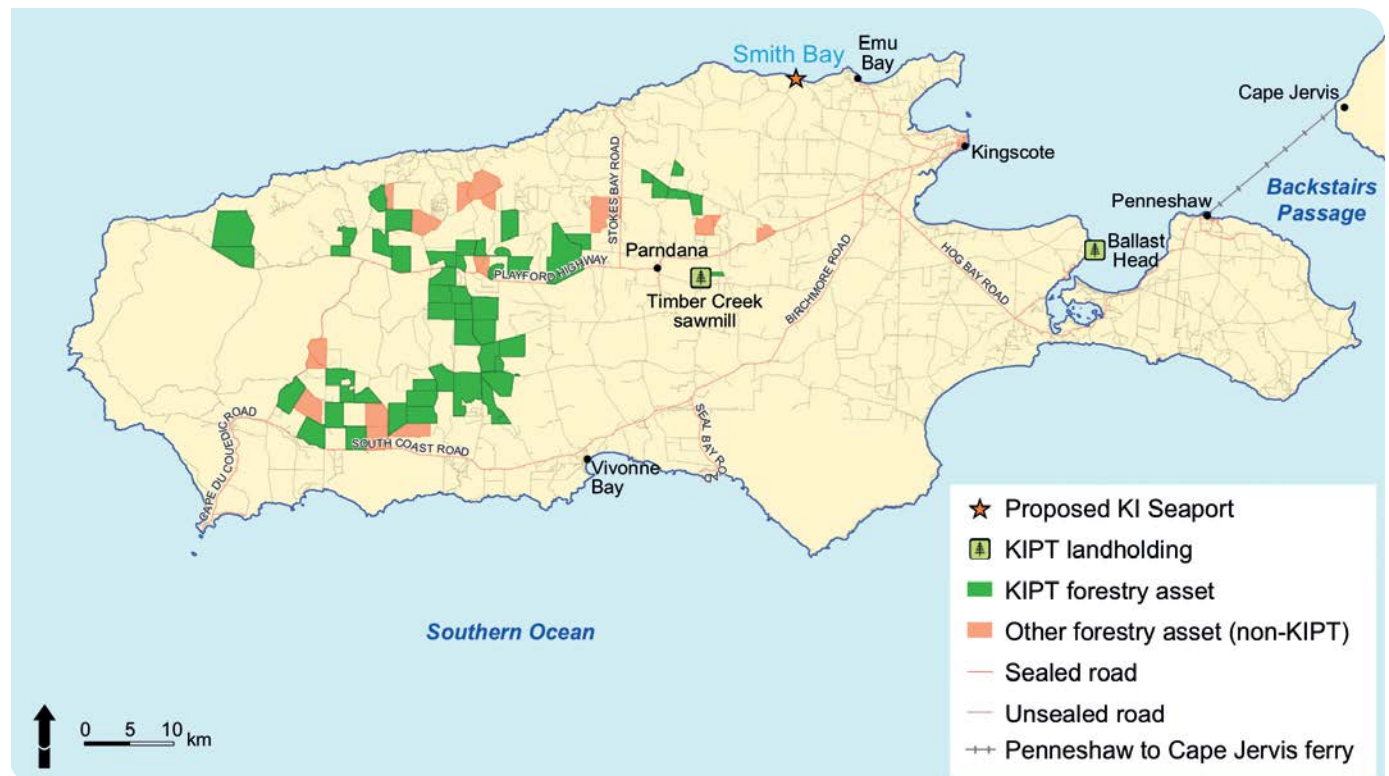 Smith Bay
Emu
Bay
Cape Jervis
Kingscote
STOKES BAY ROAD
Backstairs
Passage
Penneshaw
Ballast
Head
Parndana
PLAYFORD HIGHWAY
HOG BAY ROAD
BIRCHMORE ROAD
Timber Creek
sawmill
CAPE DU COUEDIC ROAD
SOUTH COAST ROAD
SEAL BAY ROAD
Vivonne
Bay
Southern Ocean
Proposed KI Seaport
KIPT landholding
KIPT forestry asset
Other forestry asset (non-KIPT)
Sealed road
Unsealed road
Penneshaw to Cape Jervis ferry
0 5 10
km